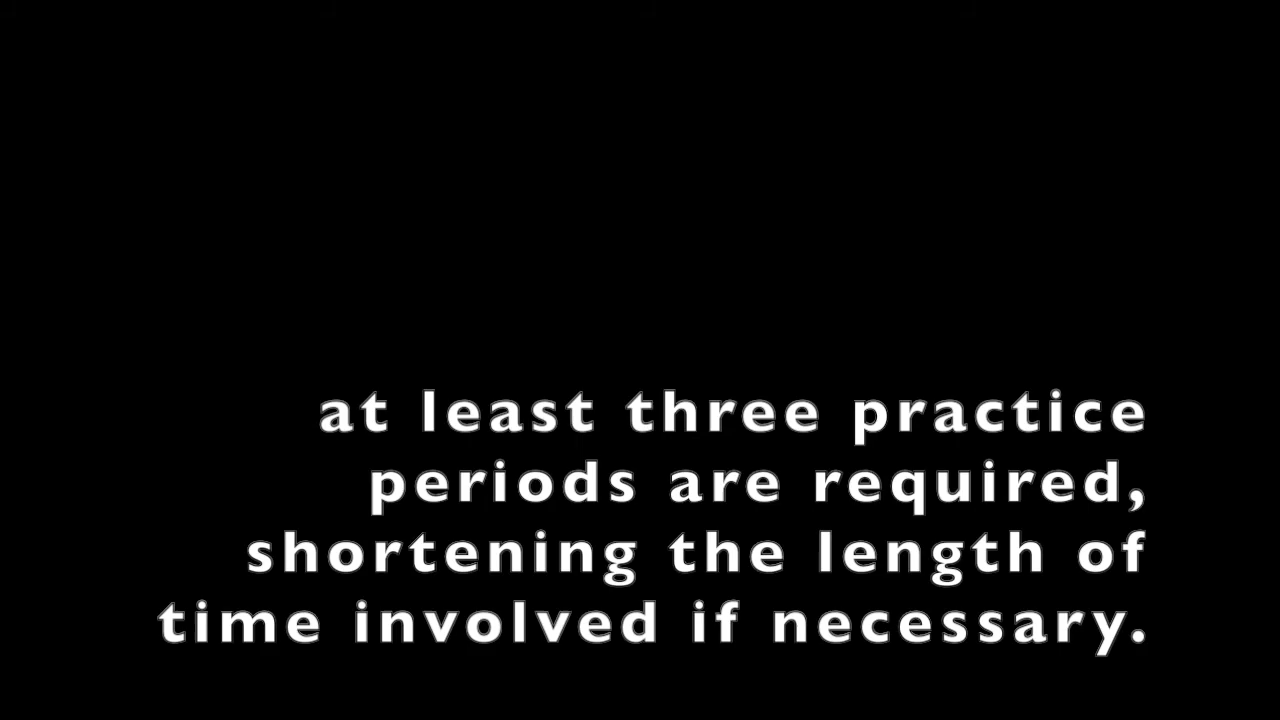 at least three practice
periods are required,
shortening the length of
time involved if necessary.